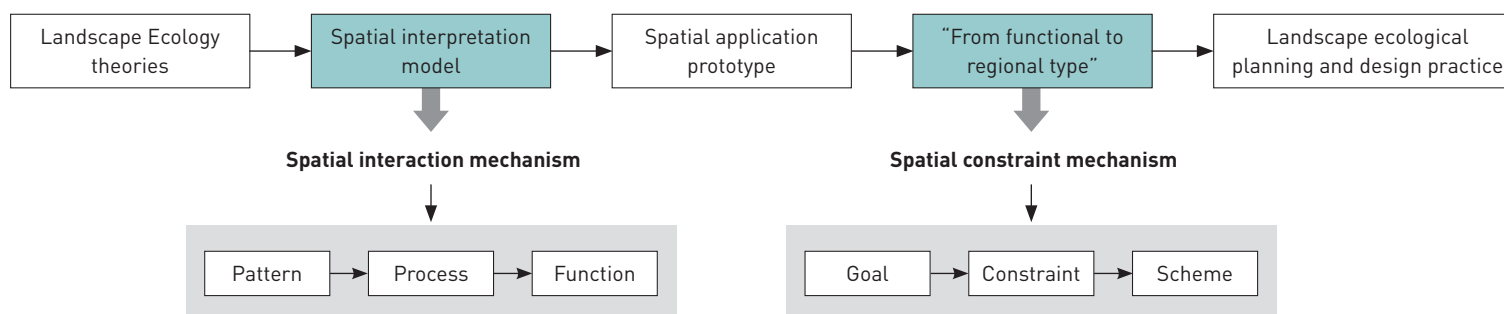 Landscape Ecology
theories
Spatial interpretation
model
Spatial application
prototype
“From functional to
regional type”
Landscape ecological
planning and design practice
Spatial interaction mechanism
Spatial constraint mechanism
Pattern
Process
Function
Goal
Constraint
Scheme